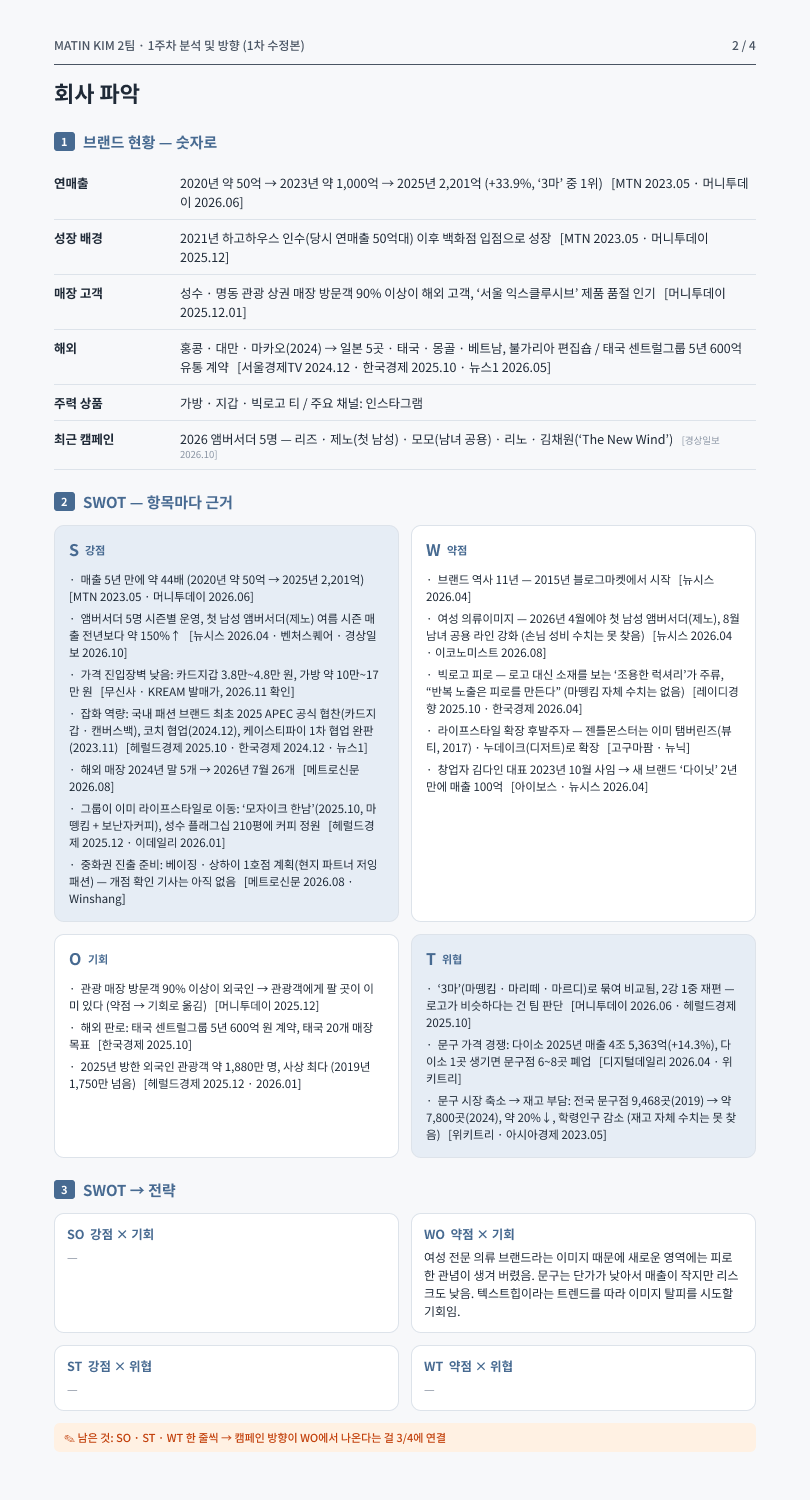 MATIN KIM 2팀 · 1주차 분석 및 방향 (1차 수정본)
2 / 4
회사 파악
1 브랜드 현황 — 숫자로
연매출
2020년 약 50억 → 2023년 약 1,000억 → 2025년 2,201억 (+33.9%, ‘3마’ 중 1위) [MTN 2023.05 · 머니투데
이 2026.06]
성장 배경
2021년 하고하우스 인수(당시 연매출 50억대) 이후 백화점 입점으로 성장 [MTN 2023.05 · 머니투데이
2025.12]
매장 고객
성수 · 명동 관광 상권 매장 방문객 90% 이상이 해외 고객, ‘서울 익스클루시브’ 제품 품절 인기 [머니투데이
2025.12.01]
해외
홍콩 · 대만 · 마카오(2024) → 일본 5곳 · 태국 · 몽골 · 베트남, 불가리아 편집숍 / 태국 센트럴그룹 5년 600억
유통 계약 [서울경제TV 2024.12 · 한국경제 2025.10 · 뉴스1 2026.05]
주력 상품
가방 · 지갑 · 빅로고 티 / 주요 채널: 인스타그램
최근 캠페인
2026 앰버서더 5명 — 리즈 · 제노(첫 남성) · 모모(남녀 공용) · 리노 · 김채원(‘The New Wind’) [경상일보
2026.10]
2 SWOT — 항목마다 근거
S 강점
· 매출 5년 만에 약 44배 (2020년 약 50억 → 2025년 2,201억)
[MTN 2023.05 · 머니투데이 2026.06]
· 앰버서더 5명 시즌별 운영, 첫 남성 앰버서더(제노) 여름 시즌 매
출 전년보다 약 150%↑ [뉴시스 2026.04 · 벤처스퀘어 · 경상일
보 2026.10]
· 가격 진입장벽 낮음: 카드지갑 3.8만~4.8만 원, 가방 약 10만~17
만 원 [무신사 · KREAM 발매가, 2026.11 확인]
· 잡화 역량: 국내 패션 브랜드 최초 2025 APEC 공식 협찬(카드지
갑 · 캔버스백), 코치 협업(2024.12), 케이스티파이 1차 협업 완판
(2023.11) [헤럴드경제 2025.10 · 한국경제 2024.12 · 뉴스1]
· 해외 매장 2024년 말 5개 → 2026년 7월 26개 [메트로신문
2026.08]
· 그룹이 이미 라이프스타일로 이동: ‘모자이크 한남’(2025.10, 마
뗑킴 + 보난자커피), 성수 플래그십 210평에 커피 정원 [헤럴드경
제 2025.12 · 이데일리 2026.01]
· 중화권 진출 준비: 베이징 · 상하이 1호점 계획(현지 파트너 저잉
패션) — 개점 확인 기사는 아직 없음 [메트로신문 2026.08 ·
Winshang]
W 약점
· 브랜드 역사 11년 — 2015년 블로그마켓에서 시작 [뉴시스
2026.04]
· 여성 의류이미지 — 2026년 4월에야 첫 남성 앰버서더(제노), 8월
남녀 공용 라인 강화 (손님 성비 수치는 못 찾음) [뉴시스 2026.04
· 이코노미스트 2026.08]
· 빅로고 피로 — 로고 대신 소재를 보는 ‘조용한 럭셔리’가 주류,
“반복 노출은 피로를 만든다” (마뗑킴 자체 수치는 없음) [레이디경
향 2025.10 · 한국경제 2026.04]
· 라이프스타일 확장 후발주자 — 젠틀몬스터는 이미 탬버린즈(뷰
티, 2017) · 누데이크(디저트)로 확장 [고구마팜 · 뉴닉]
· 창업자 김다인 대표 2023년 10월 사임 → 새 브랜드 ‘다이닛’ 2년
만에 매출 100억 [아이보스 · 뉴시스 2026.04]
O 기회
· 관광 매장 방문객 90% 이상이 외국인 → 관광객에게 팔 곳이 이
미 있다 (약점 → 기회로 옮김) [머니투데이 2025.12]
· 해외 판로: 태국 센트럴그룹 5년 600억 원 계약, 태국 20개 매장
목표 [한국경제 2025.10]
· 2025년 방한 외국인 관광객 약 1,880만 명, 사상 최다 (2019년
1,750만 넘음) [헤럴드경제 2025.12 · 2026.01]
T 위협
· ‘3마’(마뗑킴 · 마리떼 · 마르디)로 묶여 비교됨, 2강 1중 재편 —
로고가 비슷하다는 건 팀 판단 [머니투데이 2026.06 · 헤럴드경제
2025.10]
· 문구 가격 경쟁: 다이소 2025년 매출 4조 5,363억(+14.3%), 다
이소 1곳 생기면 문구점 6~8곳 폐업 [디지털데일리 2026.04 · 위
키트리]
· 문구 시장 축소 → 재고 부담: 전국 문구점 9,468곳(2019) → 약
7,800곳(2024), 약 20%↓, 학령인구 감소 (재고 자체 수치는 못 찾
음) [위키트리 · 아시아경제 2023.05]
3 SWOT → 전략
SO 강점 × 기회
—
WO 약점 × 기회
여성 전문 의류 브랜드라는 이미지 때문에 새로운 영역에는 피로
한 관념이 생겨 버렸음. 문구는 단가가 낮아서 매출이 작지만 리스
크도 낮음. 텍스트힙이라는 트렌드를 따라 이미지 탈피를 시도할
기회임.
ST 강점 × 위협
—
WT 약점 × 위협
—
✎ 남은 것: SO · ST · WT 한 줄씩 → 캠페인 방향이 WO에서 나온다는 걸 3/4에 연결